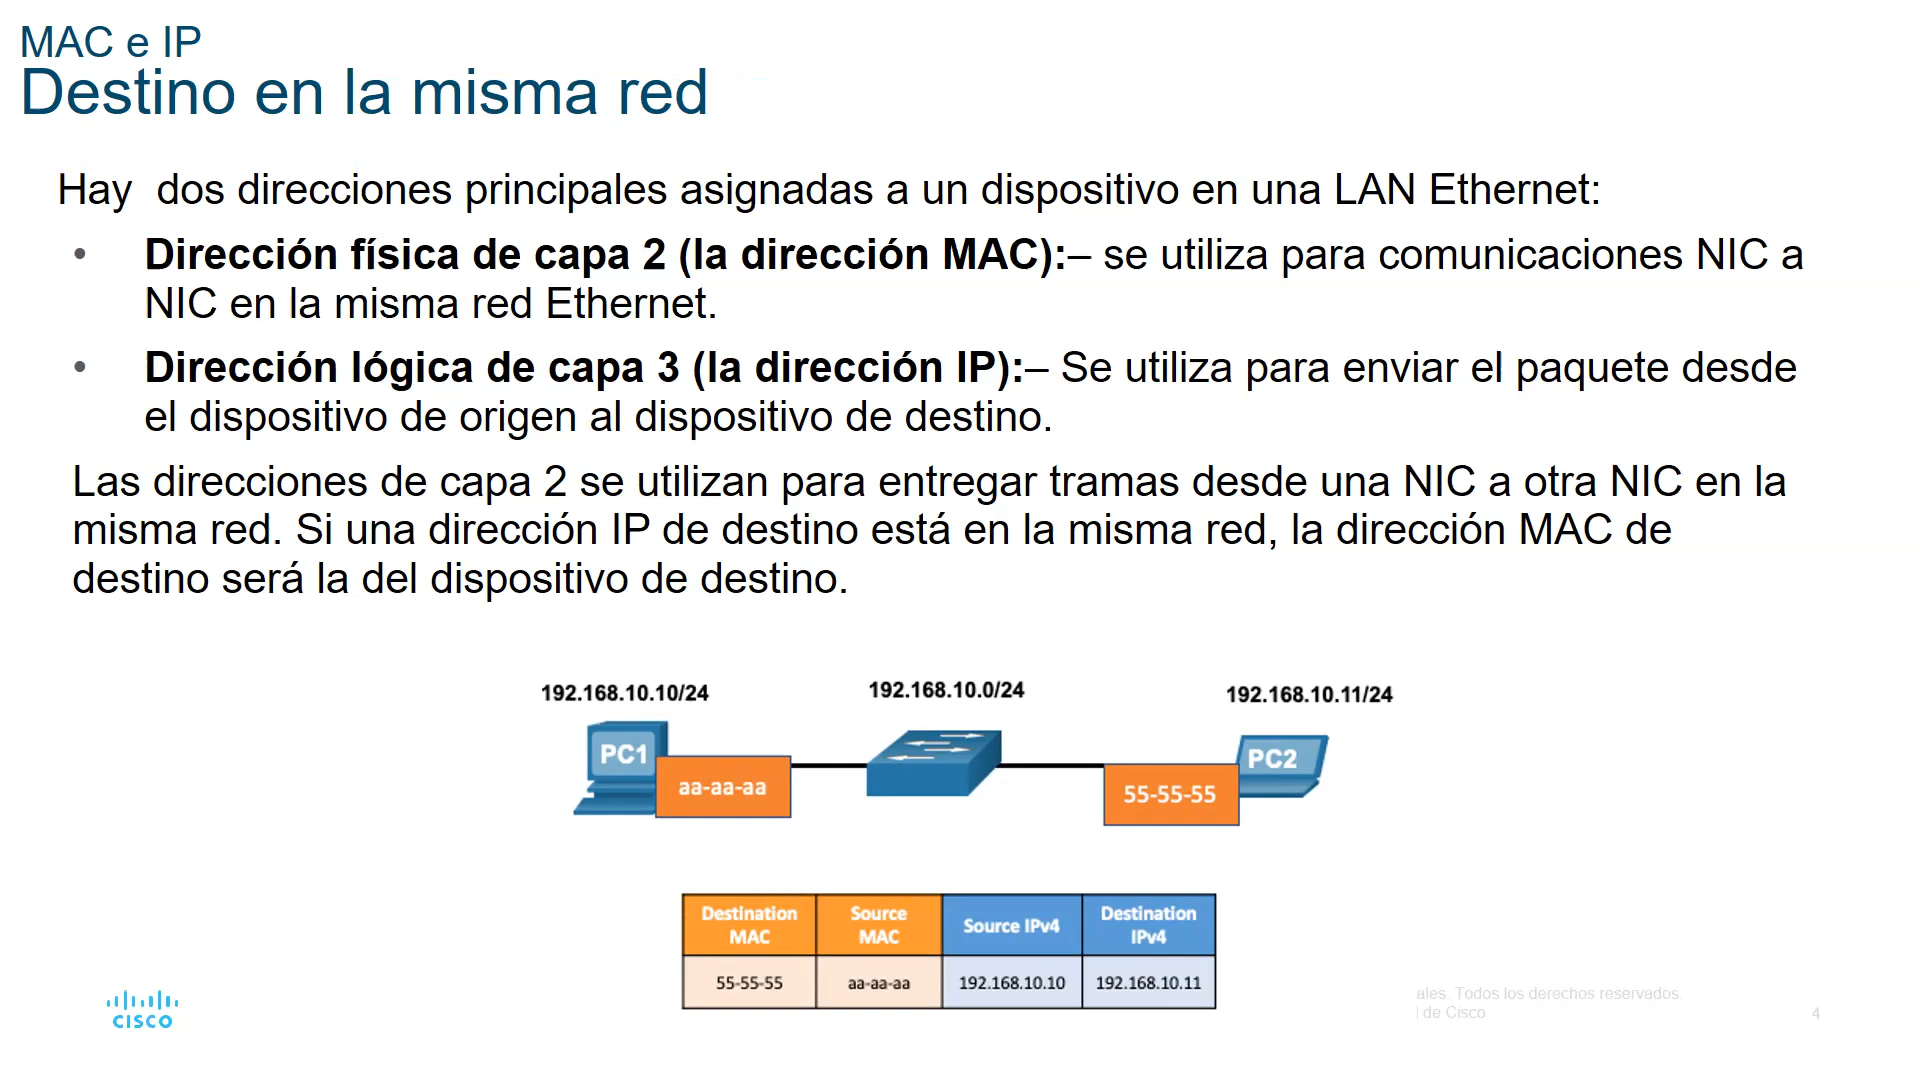 MAC e IP
Destino en la misma red
Hay  dos direcciones principales asignadas a un dispositivo en una LAN Ethernet:
• Dirección física de capa 2 (la dirección MAC):– se utiliza para comunicaciones NIC a
NIC en la misma red Ethernet.
• Dirección lógica de capa 3 (la dirección IP):– Se utiliza para enviar el paquete desde
el dispositivo de origen al dispositivo de destino.
Las direcciones de capa 2 se utilizan para entregar tramas desde una NIC a otra NIC en la
misma red. Si una dirección IP de destino está en la misma red, la dirección MAC de
destino será la del dispositivo de destino.
192.168.10.10/24
192.168.10.0/24
192.168.10.11/24
PC1
aa-aa-aa
55-55-55
PC2
Destination
MAC
Source
MAC
Source IPv4
Destination
IPv4
55-55-55
aa-aa-aa
192.168.10.10
192.168.10.11
CISCO
Todos los derechos reservados.
de Cisco
4